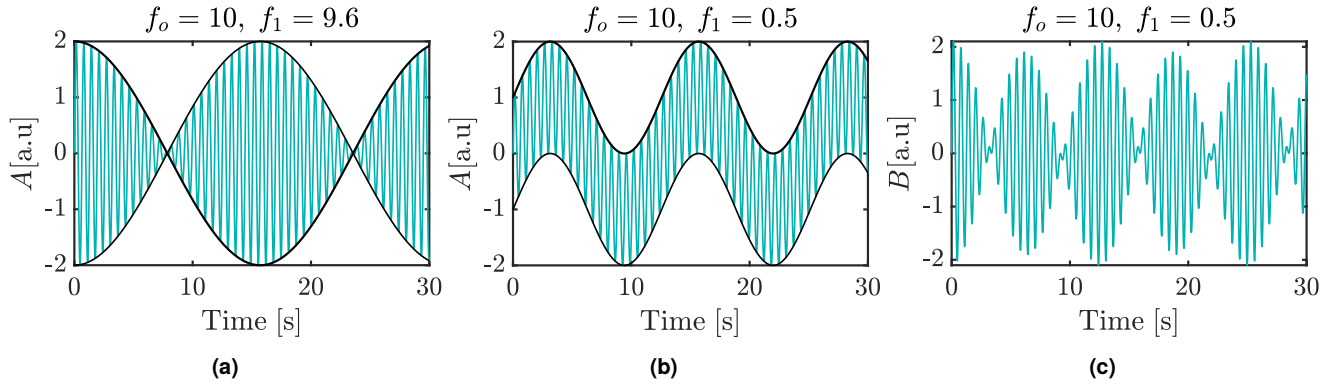 f_o = 10, f_1 = 9.6
2
1
0
-1
-2
A[a.u]
0
10
20
30
Time [s]
(a)
f_o = 10, f_1 = 0.5
2
1
0
-1
-2
A[a.u]
0
10
20
30
Time [s]
(b)
f_o = 10, f_1 = 0.5
2
1
0
-1
-2
B[a.u
0
10
20
30
Time [s]
(c)